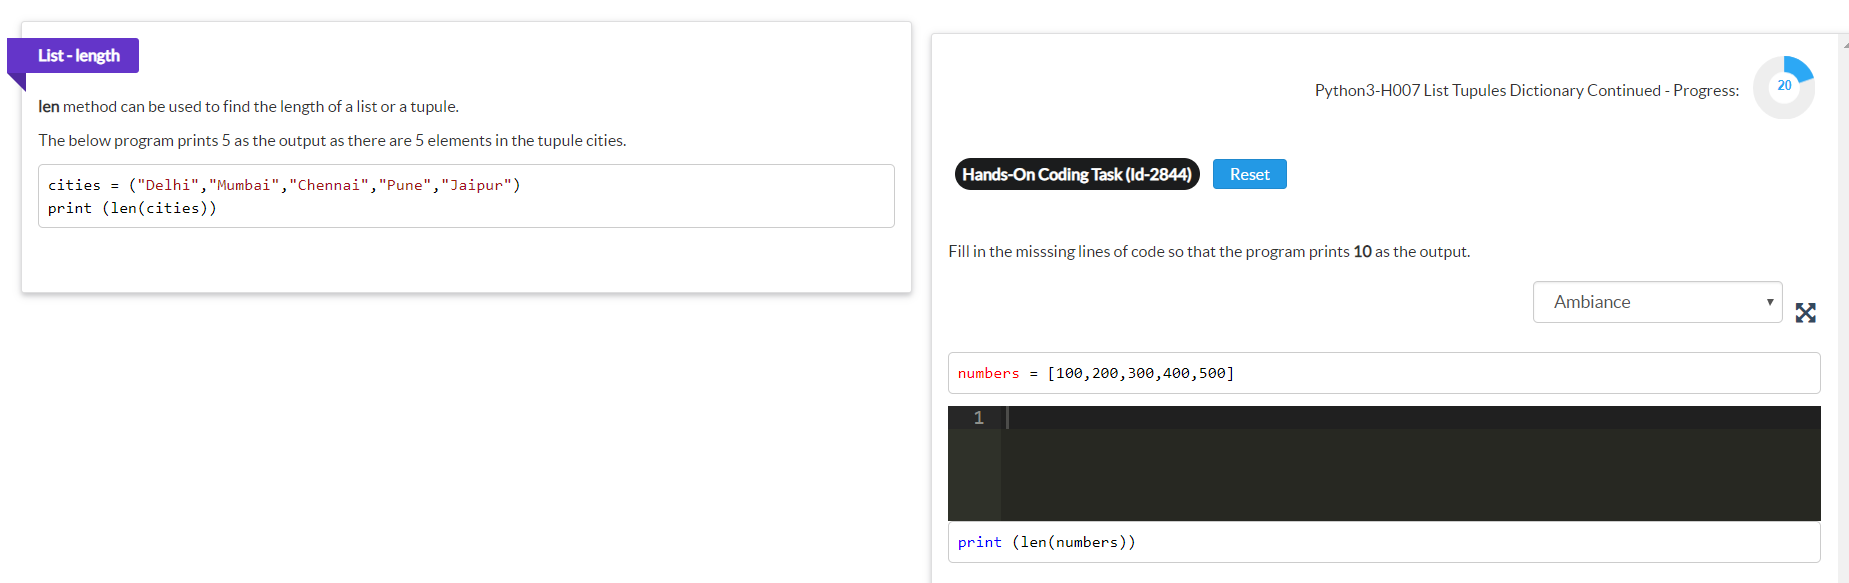 List - length
len method can be used to find the length of a list or a tupule.
The below program prints 5 as the output as there are 5 elements in the tupule cities.
cities = ("Delhi","Mumbai","Chennai","Pune","Jaipur")
print (len(cities))
Python3-H007 List Tupules Dictionary Continued - Progress:
20
Hands-On Coding Task (Id-2844)
Reset
Fill in the misssing lines of code so that the program prints 10 as the output.
Ambiance
numbers = [100,200,300,400,500]
1
print (len(numbers))